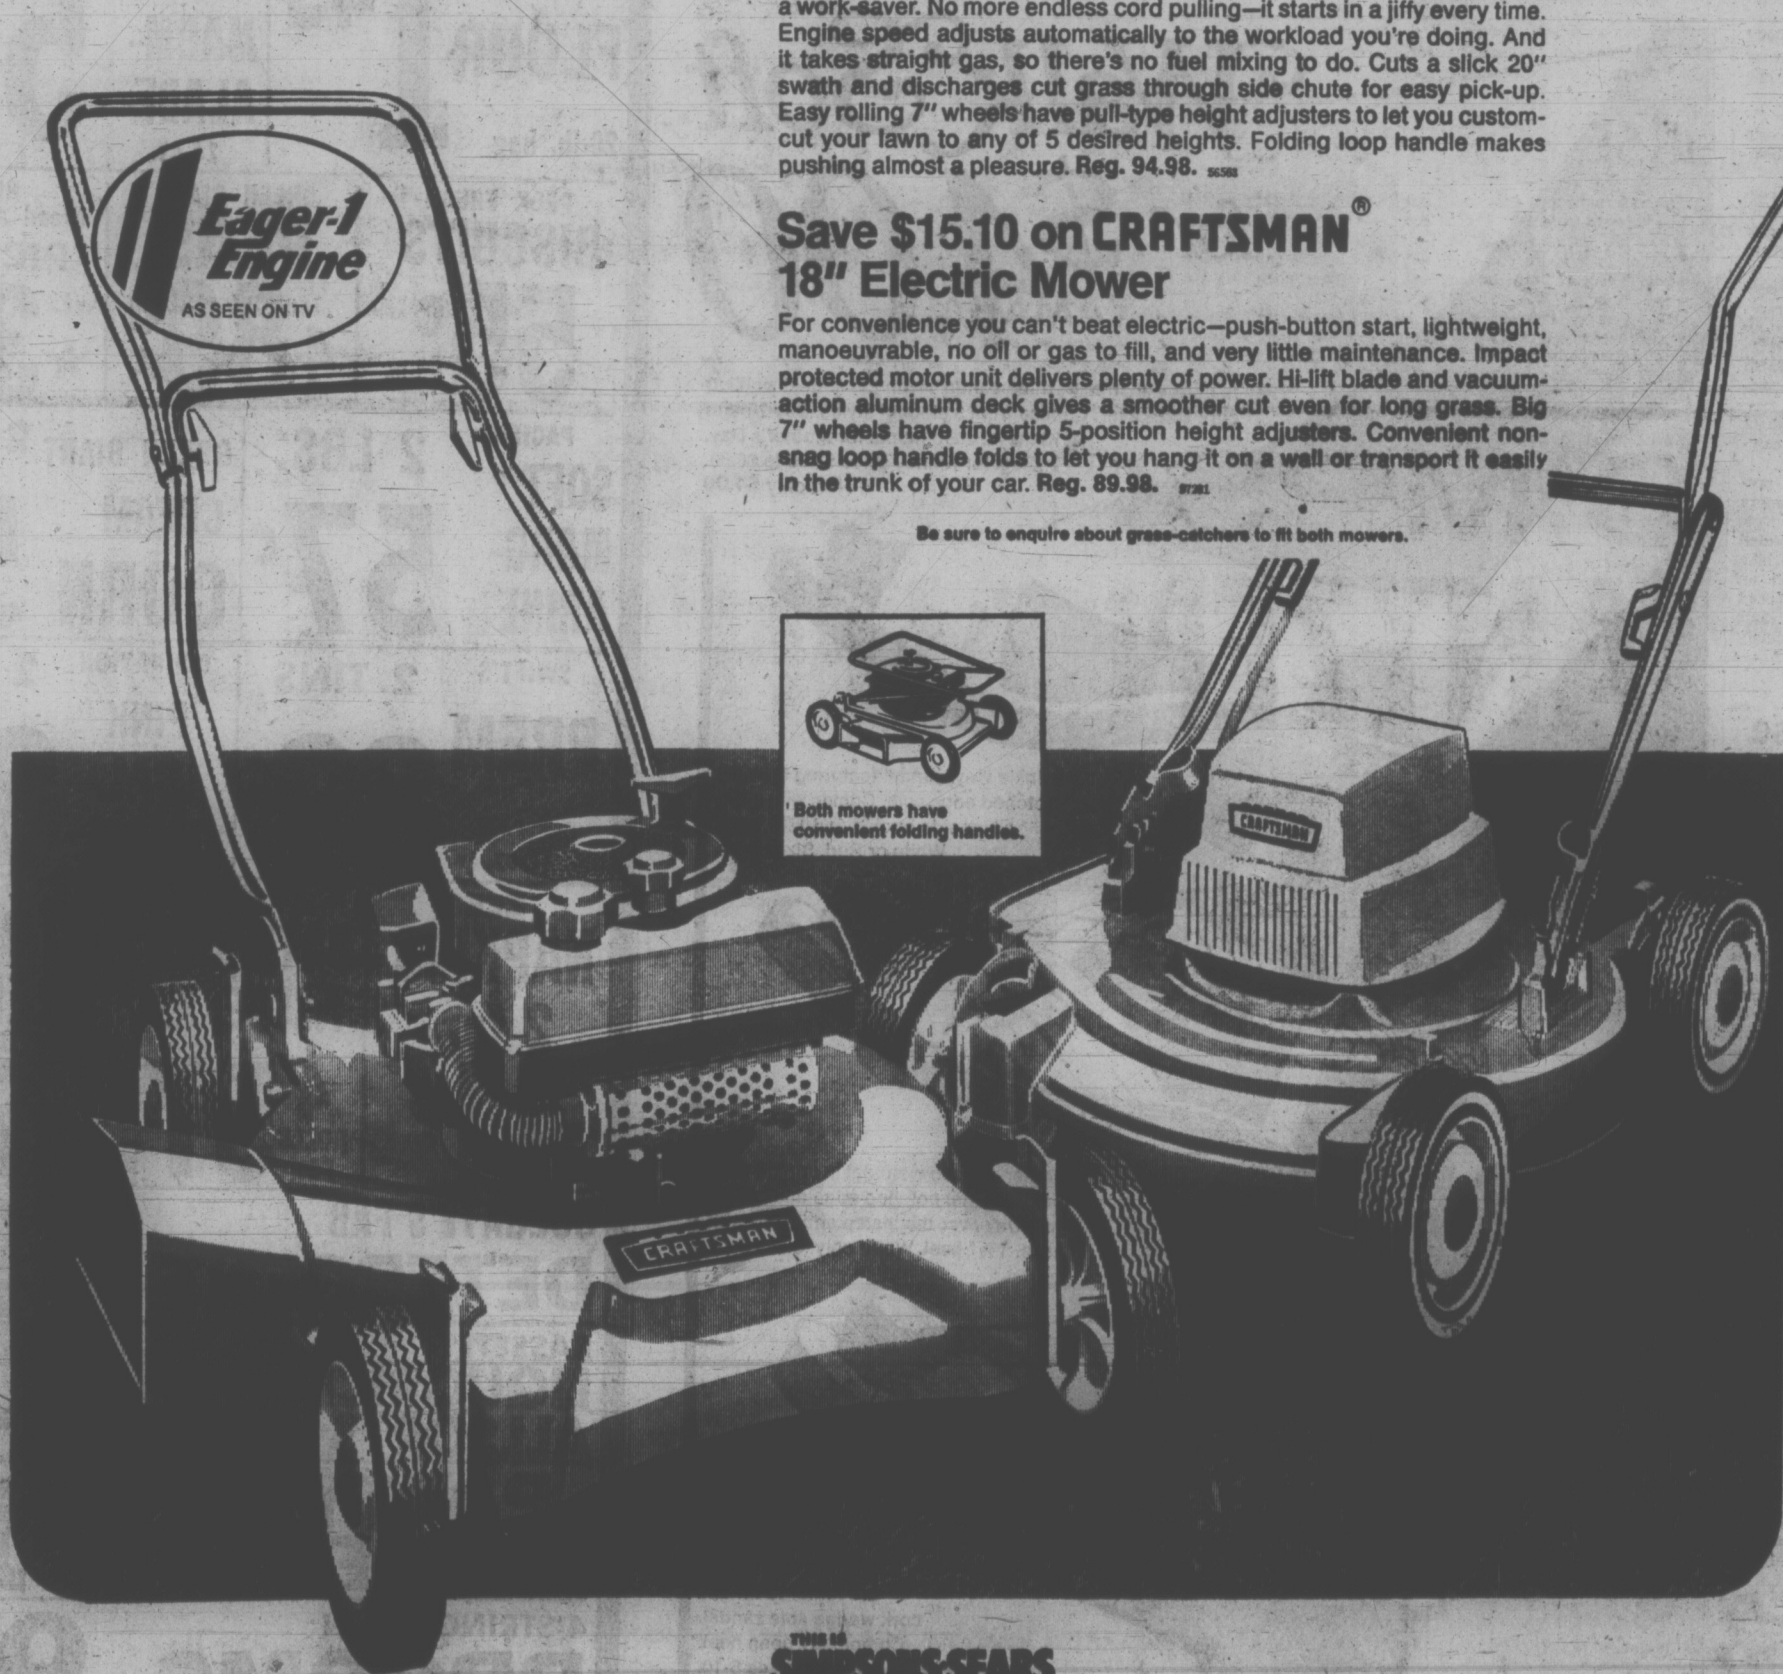 a work-saver. No more endless cord pulling—it starts in a jiffy every time.
Engine speed adjusts automatically to the workload you're doing. And
it takes straight gas, so there's no fuel mixing to do. Cuts a slick 20"
swath and discharges cut grass through side chute for easy pick-up.
Easy rolling 7" wheels have pull-type height adjusters to let you custom-
cut your lawn to any of 5 desired heights. Folding loop handle makes
pushing almost a pleasure. Reg. 94.98.
Eager-1
Engine
AS SEEN ON TV
Save $15.10 on CRAFTSMAN®
18" Electric Mower
For convenience you can't beat electric—push-button start, lightweight,
manoeuvrable, no oil or gas to fill, and very little maintenance. Impact
protected motor unit delivers plenty of power. Hi-lift blade and vacuum-
action aluminum deck gives a smoother cut even for long grass. Big
7" wheels have fingertip 5-position height adjusters. Convenient non-
snag loop handle folds to let you hang it on a wall or transport it easily
in the trunk of your car. Reg. 89.98.
Be sure to enquire about grass-catchers to fit both mowers.
Both mowers have
convenient folding handles.
CRAFTSMAN
CRAFTSMAN
THIS IS
SIMPSONS-SEARS